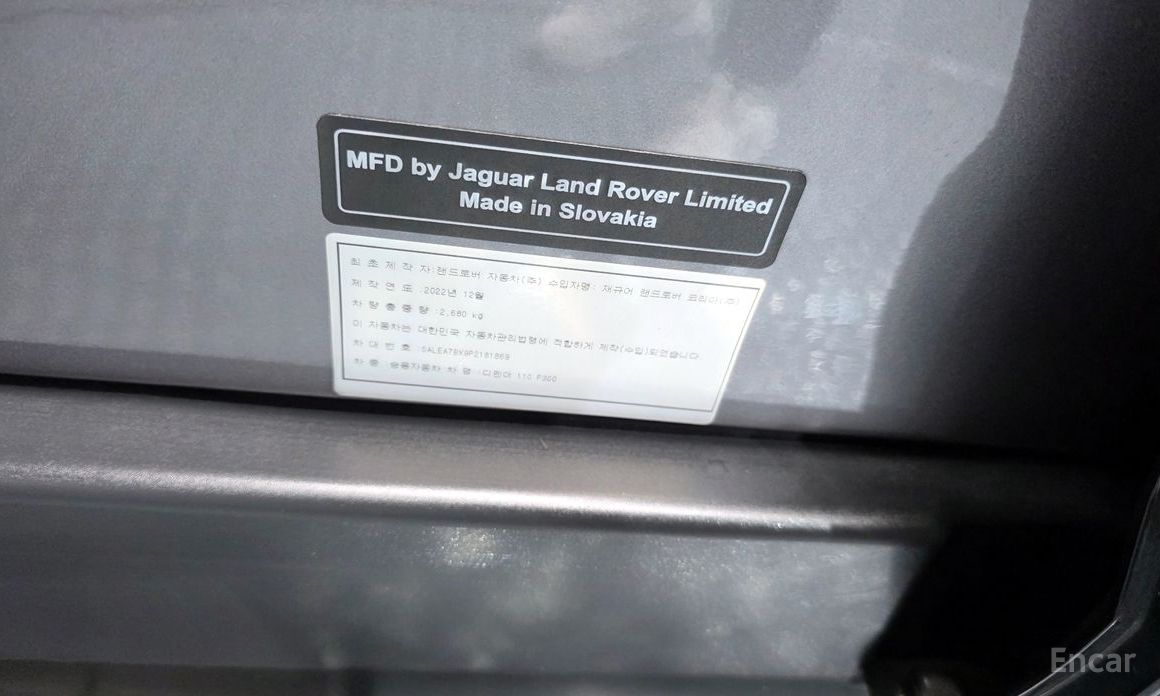 MFD by Jaguar Land Rover Limited
Made in Slovakia
최 초 제 작 자:랜드로버 자동차(주) 수입자명: 재규어 랜드로버 코리아(주)
제 작 연 표 :2022년 12월
차 량 총 중 량 :2,680 kg
이 자동차는 대한민국 자동차관리법령에 적합하게 제작(수입)되었습니다.
차 대 번 호 :SALEA7BX9P2181869
차 종 :승용자동차 차 명 :디펜더 110 P300
Encar